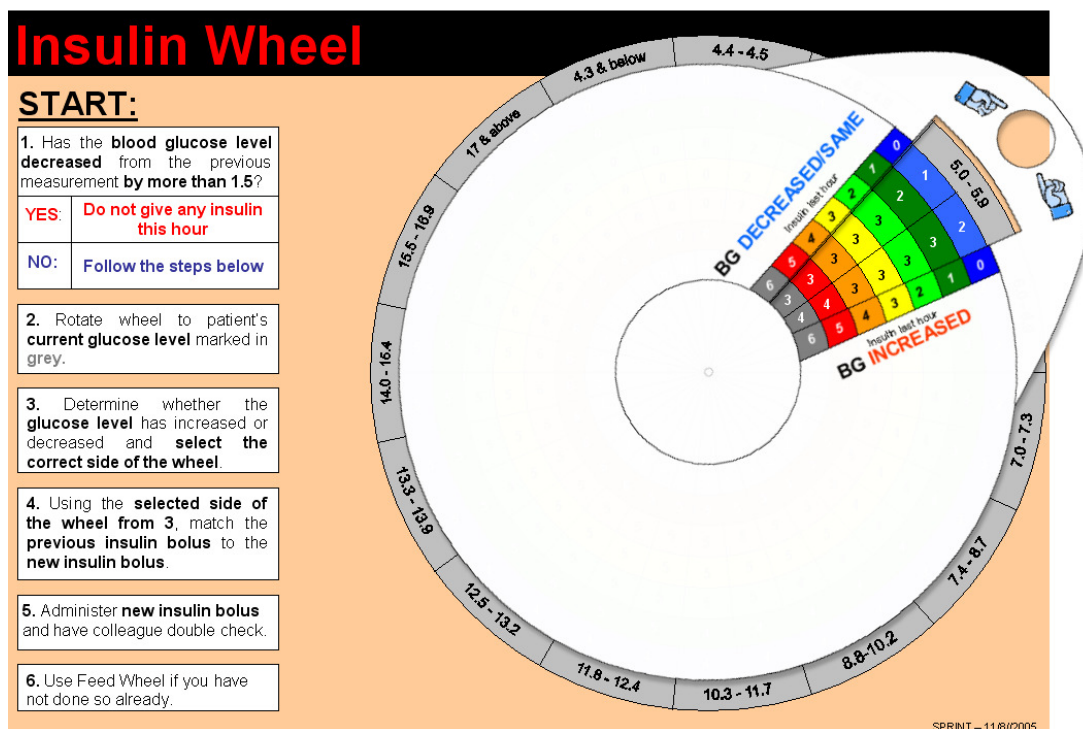 Insulin Wheel
START:
1. Has the blood glucose level
decreased from the previous
measurement by more than 1.5?
YES: Do not give any insulin
this hour
NO: Follow the steps below
2. Rotate wheel to patient's
current glucose level marked in
grey.
3. Determine whether the
glucose level has increased or
decreased and select the
correct side of the wheel.
4. Using the selected side of
the wheel from 3, match the
previous insulin bolus to the
new insulin bolus.
5. Administer new insulin bolus
and have colleague double check.
6. Use Feed Wheel if you have
not done so already.
4.3 & below
4.4 - 4.5
5.0 - 5.9
7.0 - 7.3
7.4 - 8.7
8.8-10.2
10.3 - 11.7
11.8 - 12.4
12.5 - 13.2
13.3 - 13.9
14.0 - 15.4
15.5 - 16.9
17 & above
BG DECREASED/SAME
Insulin last hour
6 5 4 3 2 1 0
3 3 3 3 3 2 1
4 4 3 3 3 3 2
6 5 4 3 2 1 0
Insulin last hour
BG INCREASED
SPRINT – 11/8//2005